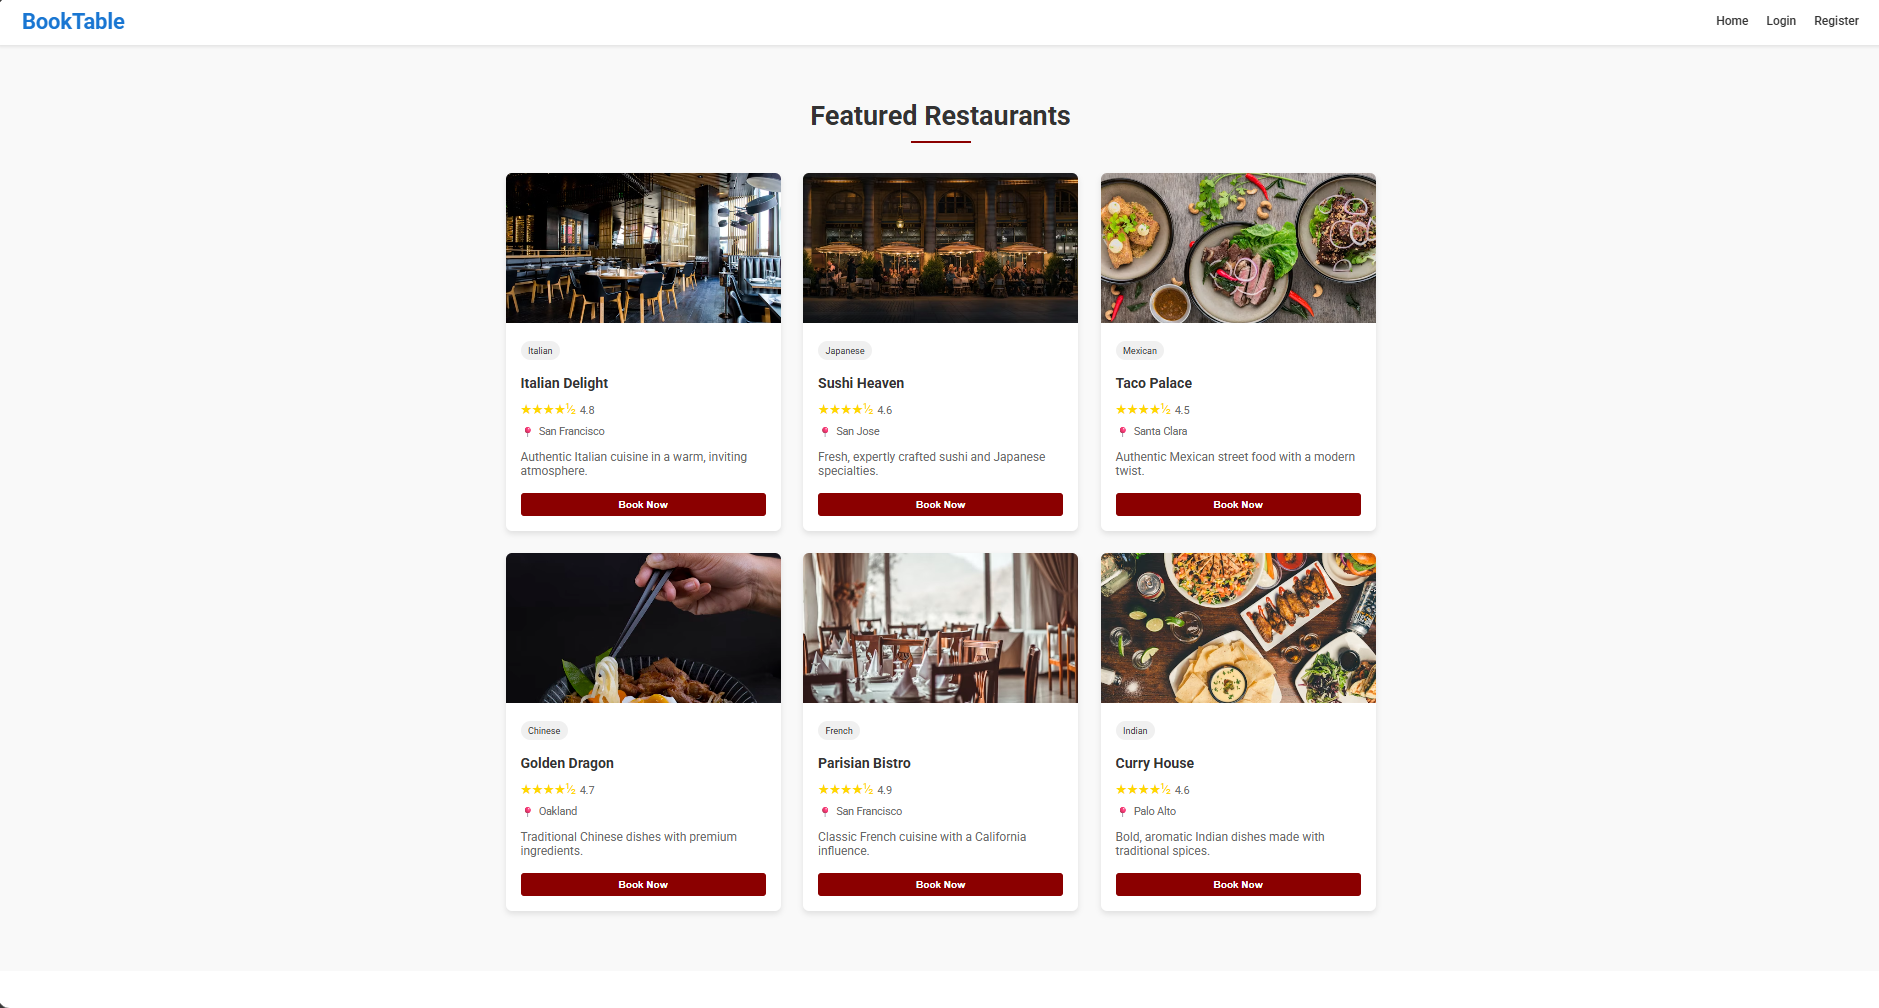 BookTable
Home Login Register
Featured Restaurants
Italian
Italian Delight
★★★★½ 4.8
San Francisco
Authentic Italian cuisine in a warm, inviting
atmosphere.
Book Now
Japanese
Sushi Heaven
★★★★½ 4.6
San Jose
Fresh, expertly crafted sushi and Japanese
specialties.
Book Now
Mexican
Taco Palace
★★★★½ 4.5
Santa Clara
Authentic Mexican street food with a modern
twist.
Book Now
Chinese
Golden Dragon
★★★★½ 4.7
Oakland
Traditional Chinese dishes with premium
ingredients.
Book Now
French
Parisian Bistro
★★★★½ 4.9
San Francisco
Classic French cuisine with a California
influence.
Book Now
Indian
Curry House
★★★★½ 4.6
Palo Alto
Bold, aromatic Indian dishes made with
traditional spices.
Book Now